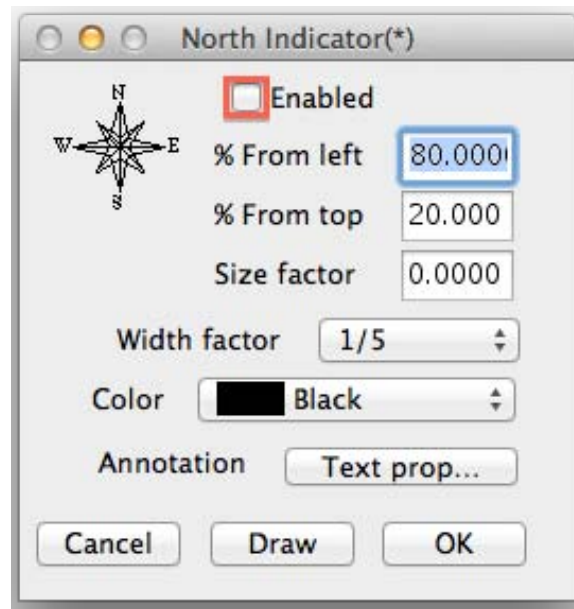 North Indicator(*)
N
W E
S
Enabled
% From left 80.000
% From top 20.000
Size factor 0.0000
Width factor 1/5
Color Black
Annotation Text prop...
Cancel Draw OK